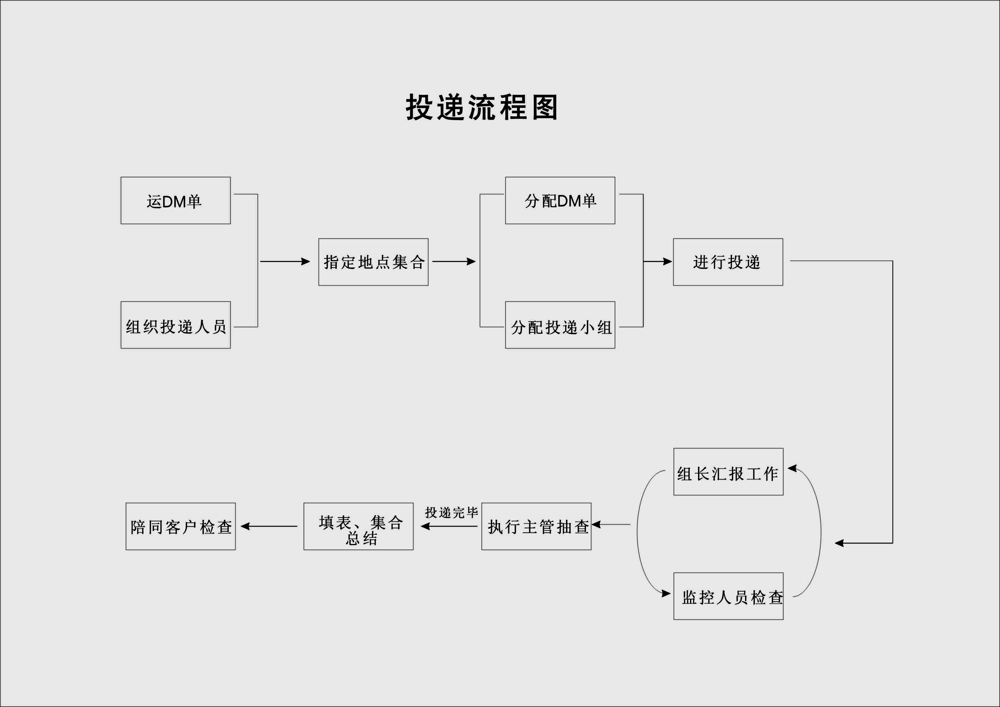 投递流程图
运DM单
组织投递人员
指定地点集合
分配DM单
分配投递小组
进行投递
组长汇报工作
监控人员检查
执行主管抽查
投递完毕
填表、集合
总结
陪同客户检查